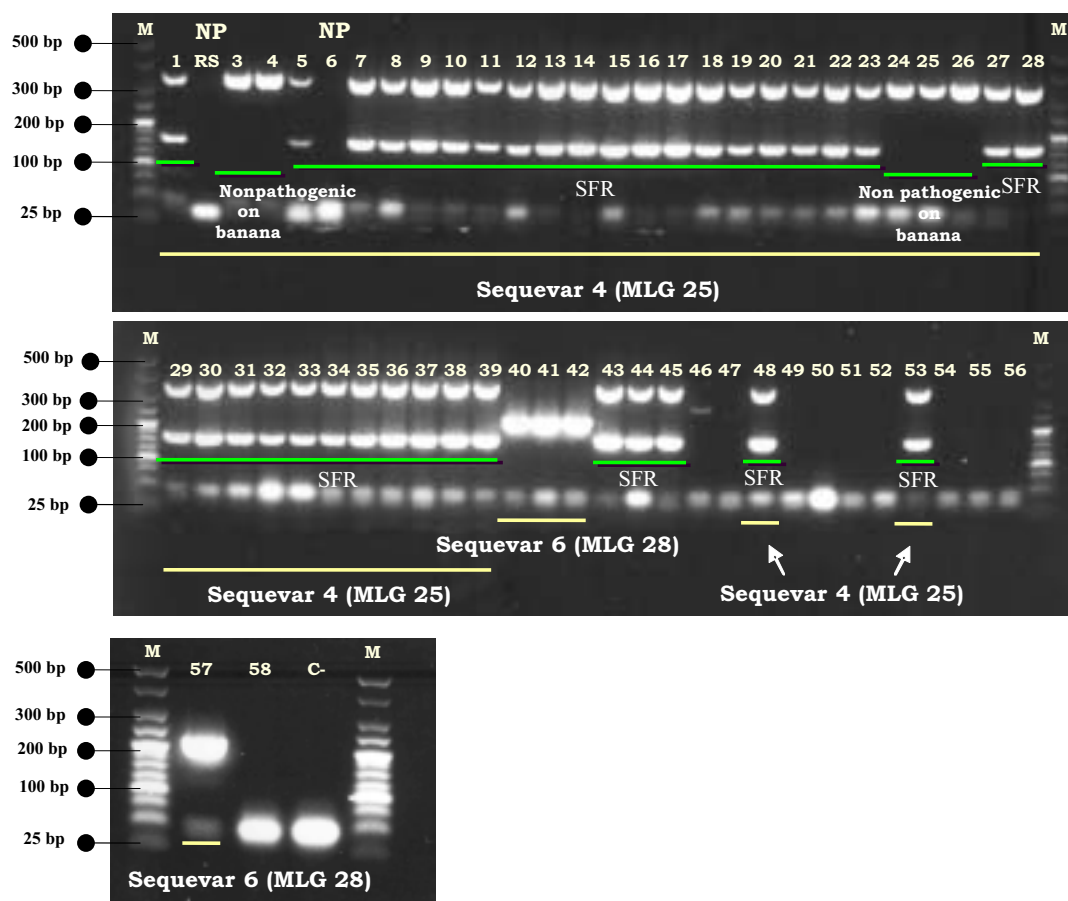 NP NP
M M
500 bp
1 RS 3 4 5 6 7 8 9 10 11 12 13 14 15 16 17 18 19 20 21 22 23 24 25 26 27 28
300 bp
200 bp
100 bp
Nonpathogenic
on
banana
SFR
Non pathogenic
on
banana
SFR
25 bp
Sequevar 4 (MLG 25)
M M
500 bp
29 30 31 32 33 34 35 36 37 38 39 40 41 42 43 44 45 46 47 48 49 50 51 52 53 54 55 56
300 bp
200 bp
100 bp
SFR SFR SFR SFR
25 bp
Sequevar 6 (MLG 28)
Sequevar 4 (MLG 25) Sequevar 4 (MLG 25)
M M
500 bp
57 58 C-
300 bp
200 bp
100 bp
25 bp
Sequevar 6 (MLG 28)